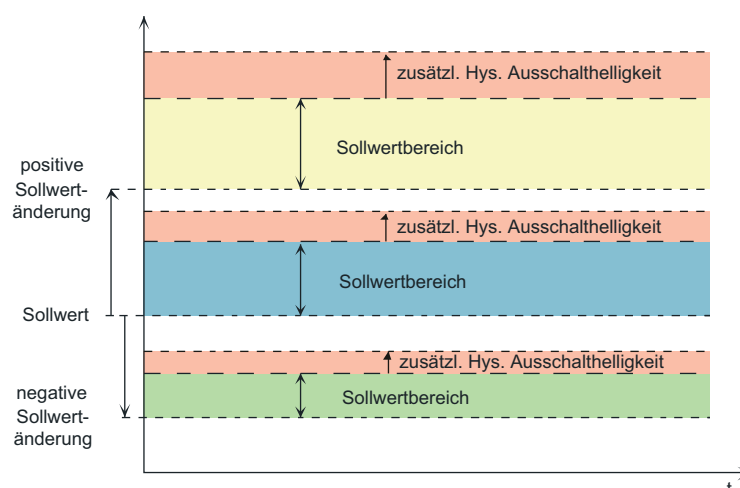 zusätzl. Hys. Ausschalthelligkeit
Sollwertbereich
positive
Sollwert-
änderung
zusätzl. Hys. Ausschalthelligkeit
Sollwertbereich
Sollwert
zusätzl. Hys. Ausschalthelligkeit
Sollwertbereich
negative
Sollwert-
änderung
t